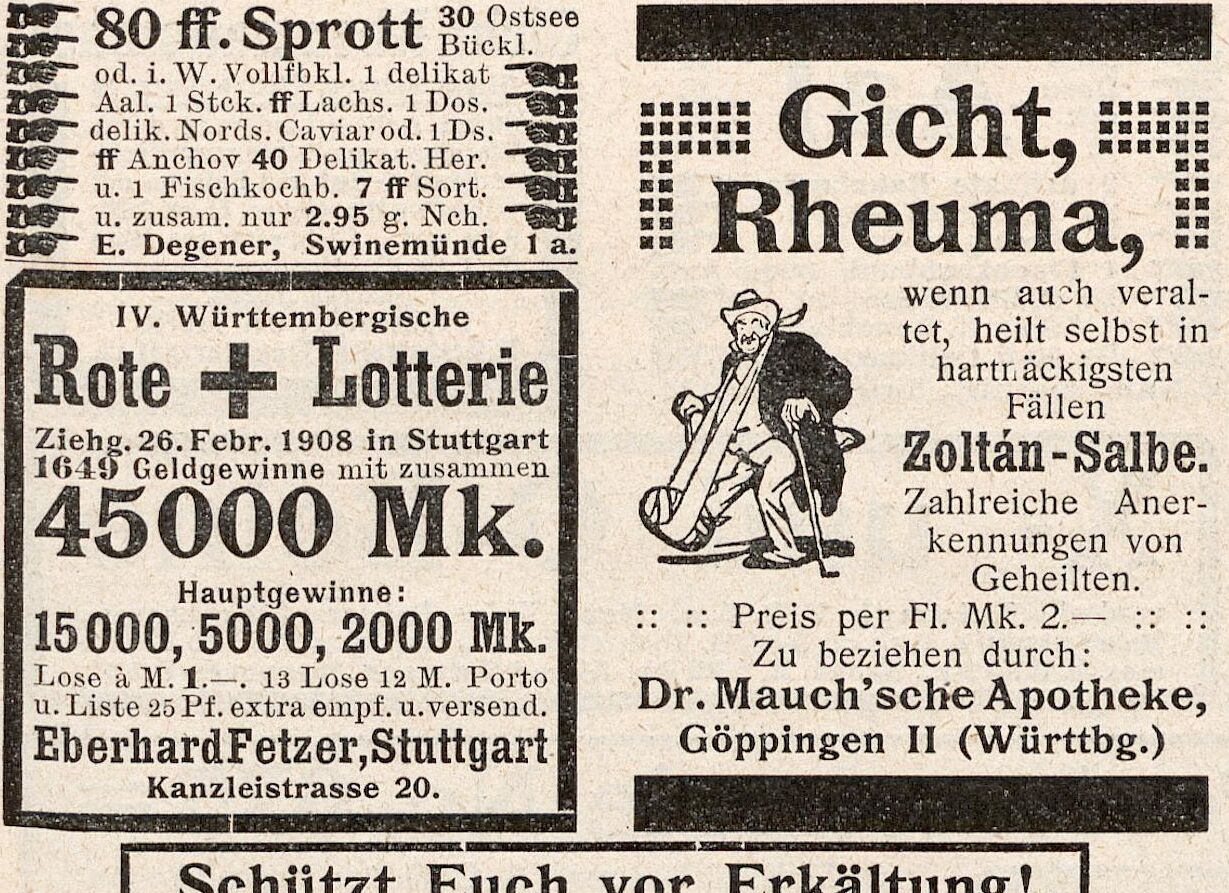 80 ff. Sprott 30 Ostsee Bückl.
od. i. W. Vollfbkl. 1 delikat
Aal. 1 Stck. ff Lachs. 1 Dos.
delik. Nords. Caviar od. 1 Ds.
ff Anchov 40 Delikat. Her.
u. 1 Fischkochb. 7 ff Sort.
u. zusam. nur 2.95 g. Nch.
E. Degener, Swinemünde 1 a.
IV. Württembergische
Rote + Lotterie
Ziehg. 26. Febr. 1908 in Stuttgart
1649 Geldgewinne mit zusammen
45000 Mk.
Hauptgewinne:
15000, 5000, 2000 Mk.
Lose à M. 1.—. 13 Lose 12 M. Porto
u. Liste 25 Pf. extra empf. u. versend.
Eberhard Fetzer, Stuttgart
Kanzleistrasse 20.
Gicht,
Rheuma,
wenn auch veral-
tet, heilt selbst in
hartnäckigsten
Fällen
Zoltán-Salbe.
Zahlreiche Aner-
kennungen von
Geheilten.
:: :: Preis per Fl. Mk. 2.— :: ::
Zu beziehen durch:
Dr. Mauch'sche Apotheke,
Göppingen II (Württbg.)
Schützt Euch vor Erkältung!